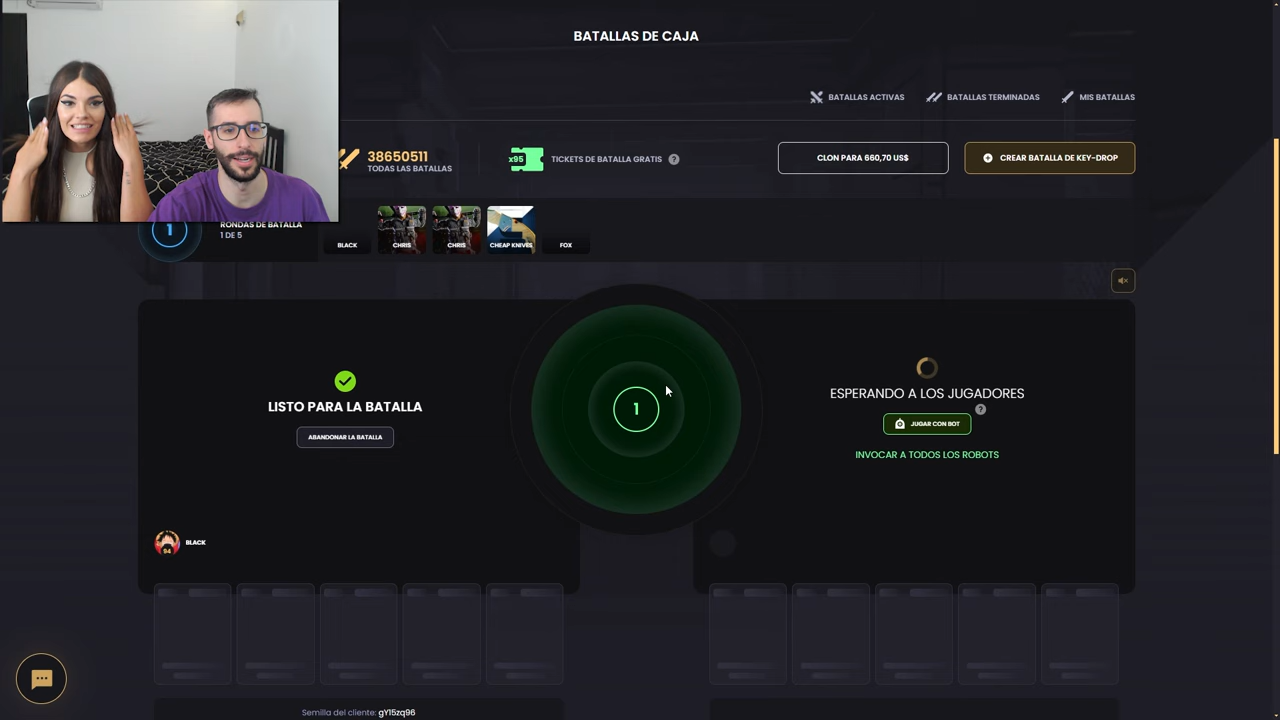 BATALLAS DE CAJA
BATALLAS ACTIVAS
BATALLAS TERMINADAS
MIS BATALLAS
38650511
TODAS LAS BATALLAS
x95
TICKETS DE BATALLA GRATIS
?
CLON PARA 660,70 US$
CREAR BATALLA DE KEY-DROP
1
RONDAS DE BATALLA
1 DE 5
BLACK
CHRIS
CHRIS
CHEAP KNIVES
FOX
LISTO PARA LA BATALLA
ABANDONAR LA BATALLA
1
ESPERANDO A LOS JUGADORES
?
JUGAR CON BOT
INVOCAR A TODOS LOS ROBOTS
94
BLACK
Semilla del cliente: gY15zq96